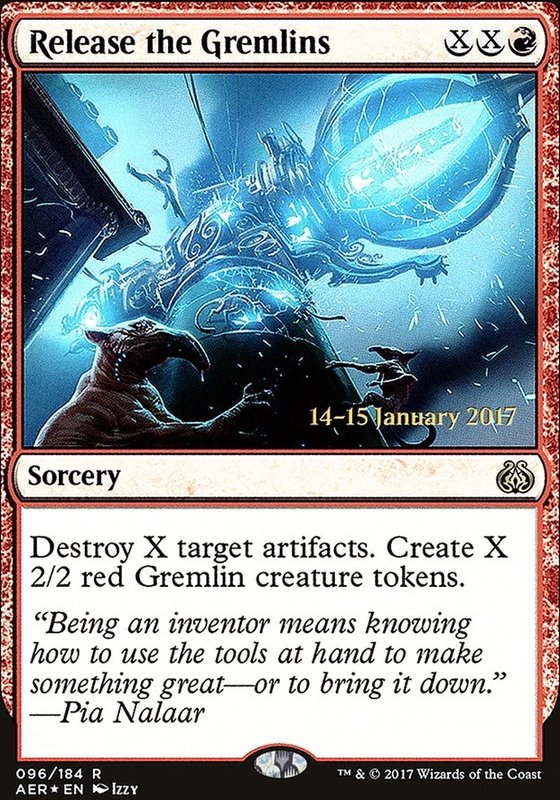 Release the Gremlins XX
14–15 January 2017
Sorcery
Destroy X target artifacts. Create X
2/2 red Gremlin creature tokens.
“Being an inventor means knowing
how to use the tools at hand to make
something great—or to bring it down.”
—Pia Nalaar
096/184 R
AER★EN Izzy
™ & © 2017 Wizards of the Coast